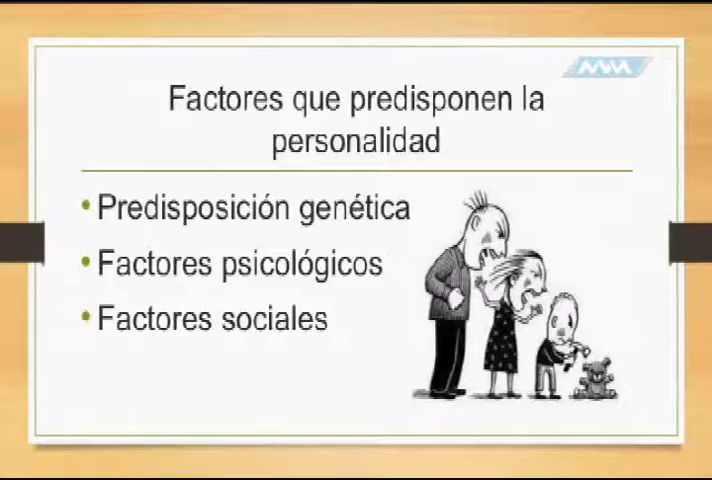 Factores que predisponen la
personalidad
• Predisposición genética
• Factores psicológicos
• Factores sociales